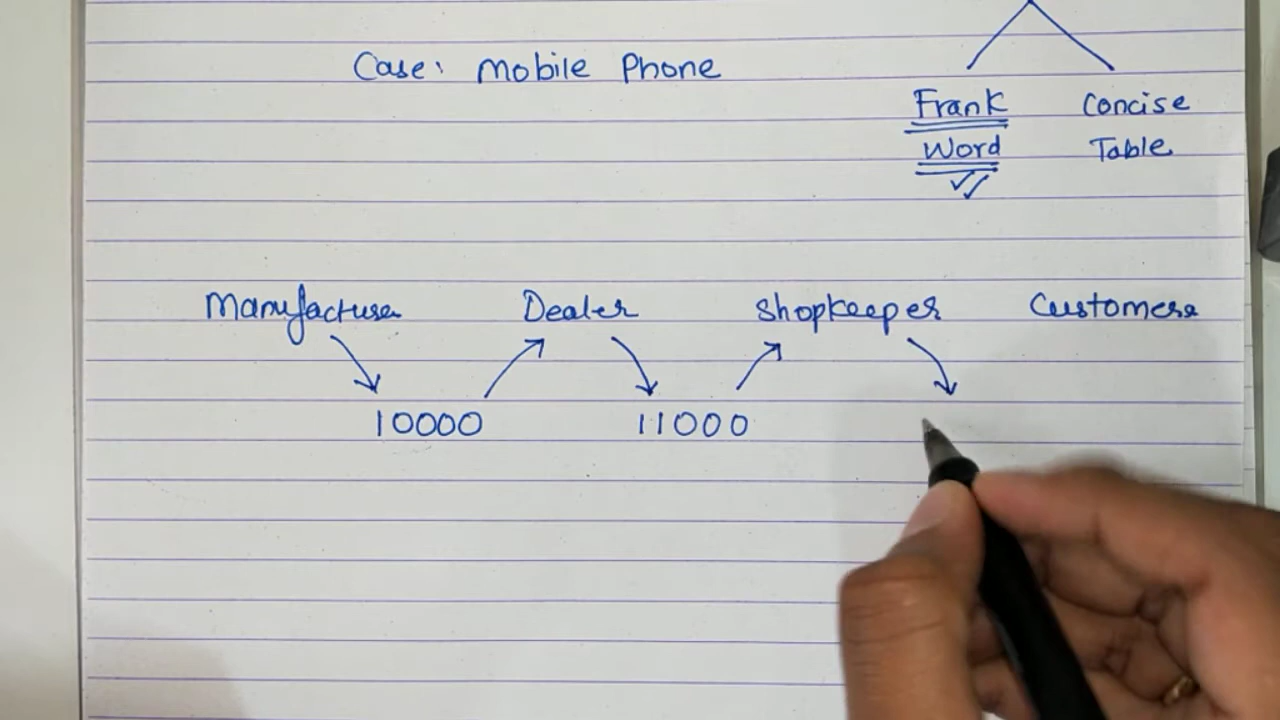 Case: Mobile Phone
Frank Concise
Word Table
Manufacturer Dealer Shopkeeper Customers
10000 11000